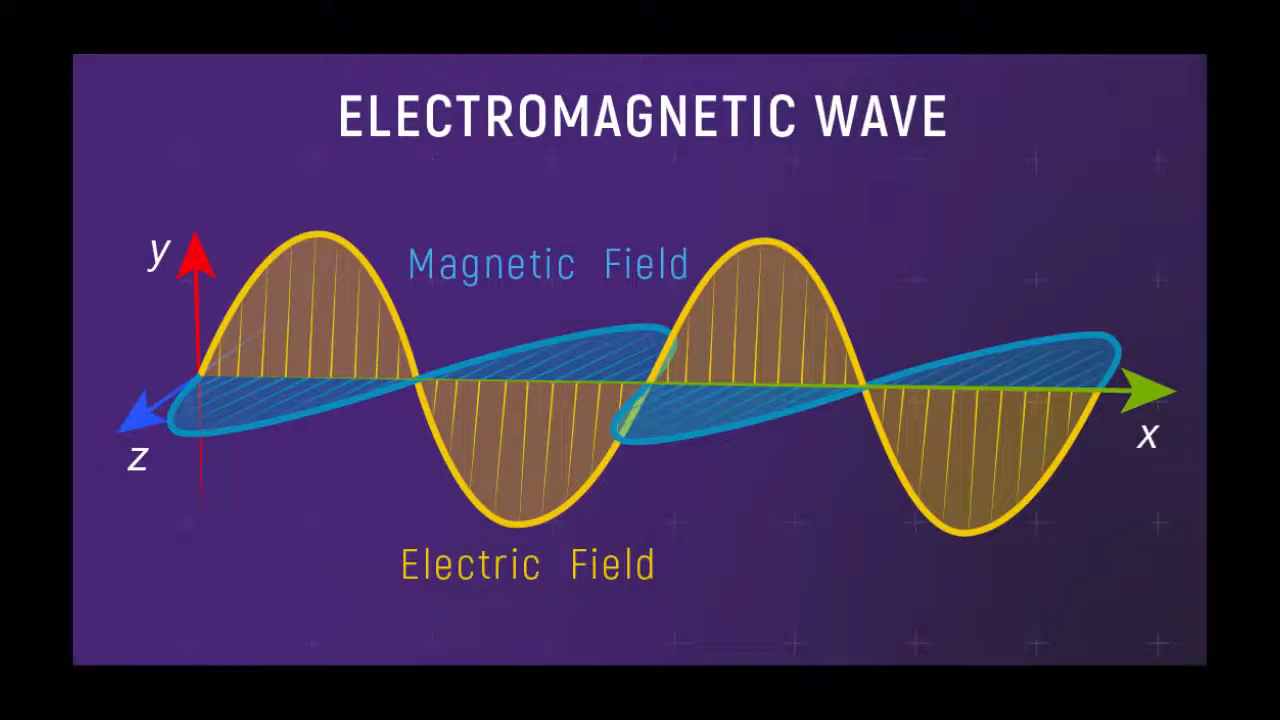 ELECTROMAGNETIC WAVE
y
Magnetic Field
z
x
Electric Field